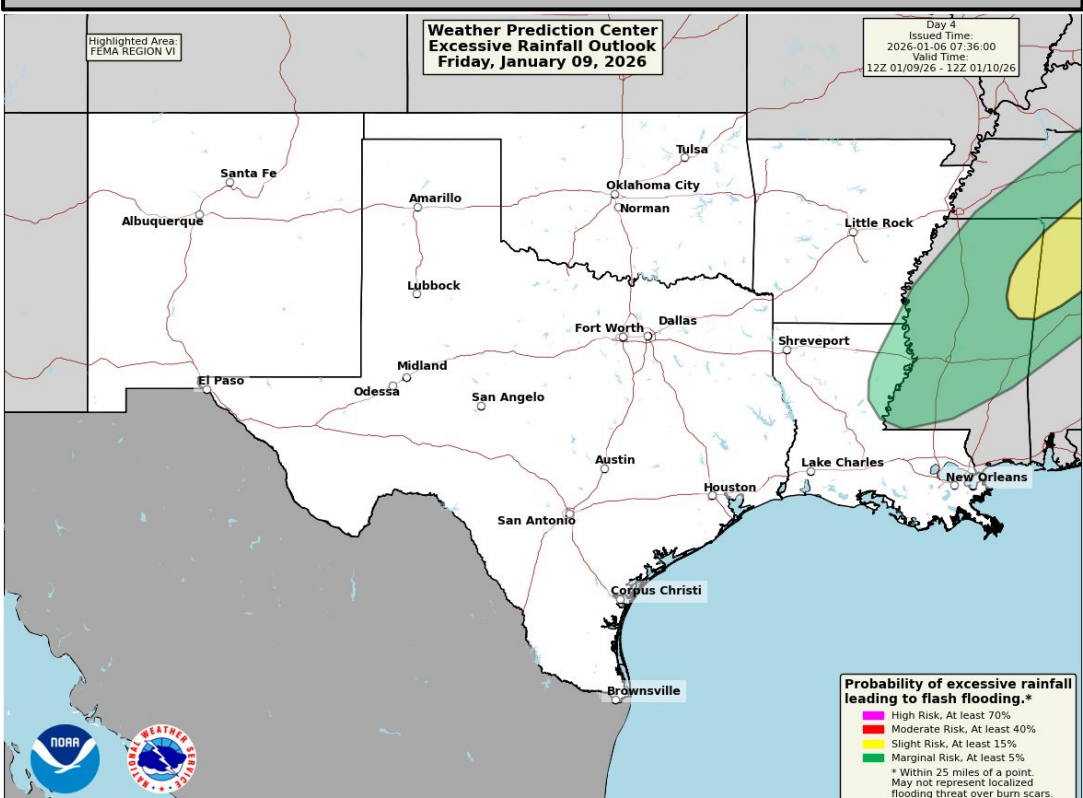 Weather Prediction Center
Excessive Rainfall Outlook
Friday, January 09, 2026
Highlighted Area:
FEMA REGION VI
Day 4
Issued Time:
2026-01-06 07:36:00
Valid Time:
12Z 01/09/26 - 12Z 01/10/26
Tulsa
Santa Fe
Oklahoma City
Amarillo
Norman
Albuquerque
Little Rock
Lubbock
Dallas
Fort Worth
Shreveport
Midland
El Paso
Odessa
San Angelo
Austin
Lake Charles
New Orleans
Houston
San Antonio
Corpus Christi
Brownsville
Probability of excessive rainfall
leading to flash flooding.*
High Risk, At least 70%
Moderate Risk, At least 40%
Slight Risk, At least 15%
Marginal Risk, At least 5%
* Within 25 miles of a point.
May not represent localized
flooding threat over burn scars.
NOAA
NATIONAL WEATHER SERVICE